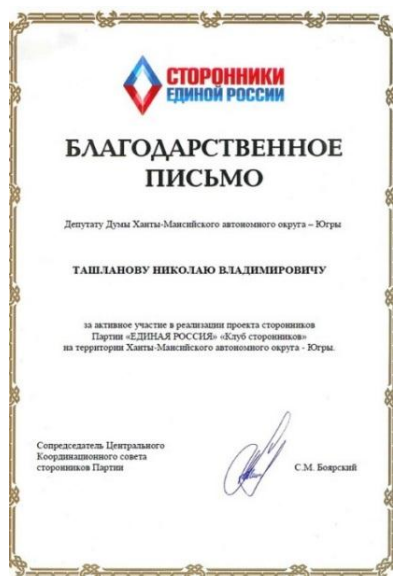 СТОРОННИКИ
ЕДИНОЙ РОССИИ
БЛАГОДАРСТВЕННОЕ
ПИСЬМО
Депутату Думы Ханты-Мансийского автономного округа – Югры
ТАШЛАНОВУ НИКОЛАЮ ВЛАДИМИРОВИЧУ
за активное участие в реализации проекта сторонников
Партии «ЕДИНАЯ РОССИЯ» «Клуб сторонников»
на территории Ханты-Мансийского автономного округа - Югры.
Сопредседатель Центрального
Координационного совета
сторонников Партии
С.М. Боярский